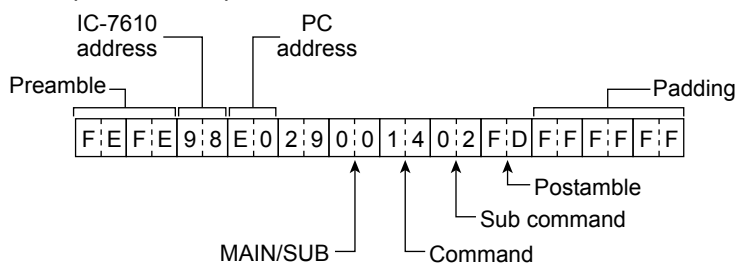 IC-7610
address
PC
address
Preamble
Padding
F E F E 9 8 E 0 2 9 0 0 1 4 0 2 F D F F F F F F
Postamble
Sub command
MAIN/SUB
Command